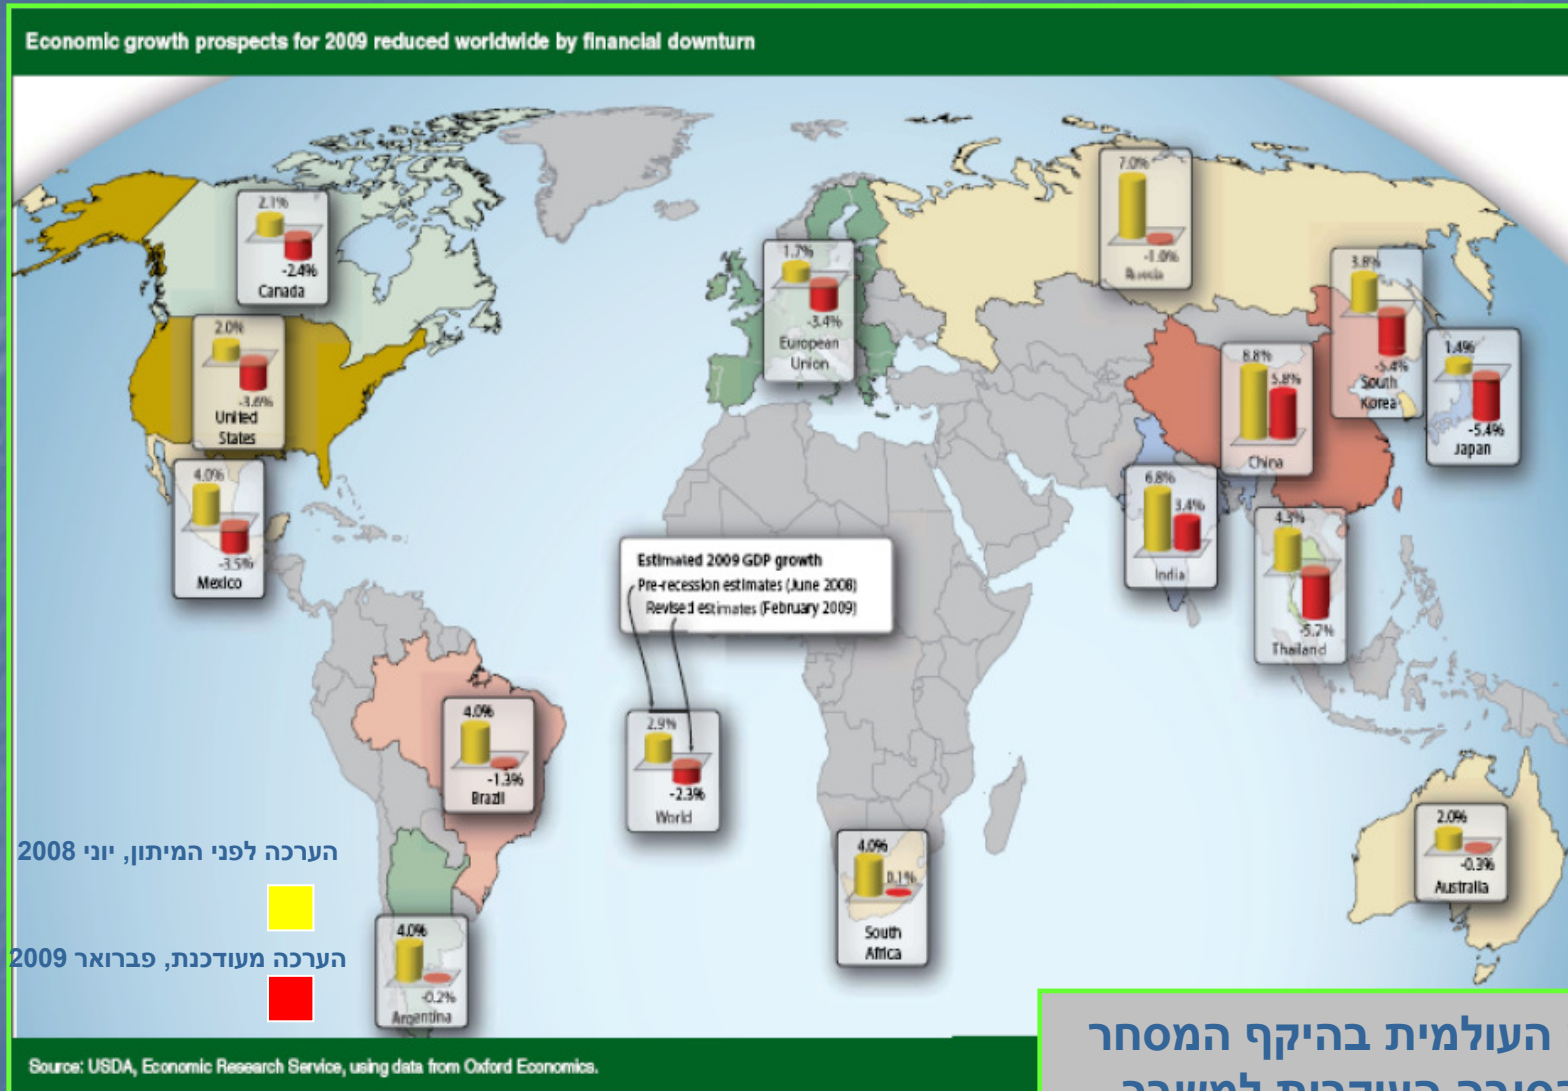 Economic growth prospects for 2009 reduced worldwide by financial downturn
2.1%
-2.4%
Canada
2.0%
-3.6%
United
States
4.0%
-3.5%
Mexico
1.7%
-3.4%
European
Union
7.0%
-1.0%
Russia
3.8%
-5.4%
South
Korea
1.4%
-5.4%
Japan
8.8%
5.8%
China
6.8%
3.4%
India
4.3%
-5.7%
Thailand
Estimated 2009 GDP growth
Pre-recession estimates (June 2008)
Revised estimates (February 2009)
2.9%
-2.3%
World
4.0%
-1.3%
Brazil
4.0%
0.1%
South
Africa
2.0%
-0.3%
Australia
4.0%
-0.2%
Argentina
הערכה לפני המיתון, יוני 2008
הערכה מעודכנת, פברואר 2009
Source: USDA, Economic Research Service, using data from Oxford Economics.
העולמית בהיקף המסחר